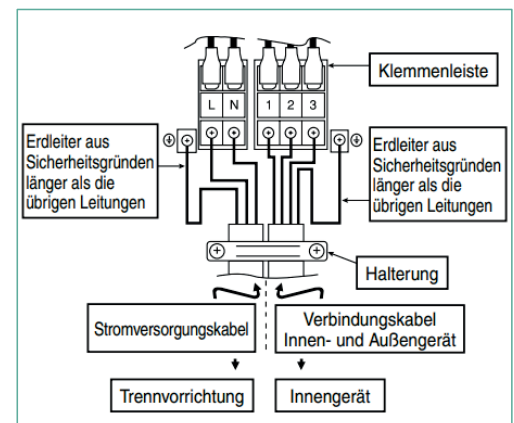 Klemmenleiste
L N 1 2 3
Erdleiter aus
Sicherheitsgründen
länger als die
übrigen Leitungen
Erdleiter aus
Sicherheitsgründen
länger als die
übrigen Leitungen
Halterung
Stromversorgungskabel
Verbindungskabel
Innen- und Außengerät
Trennvorrichtung
Innengerät